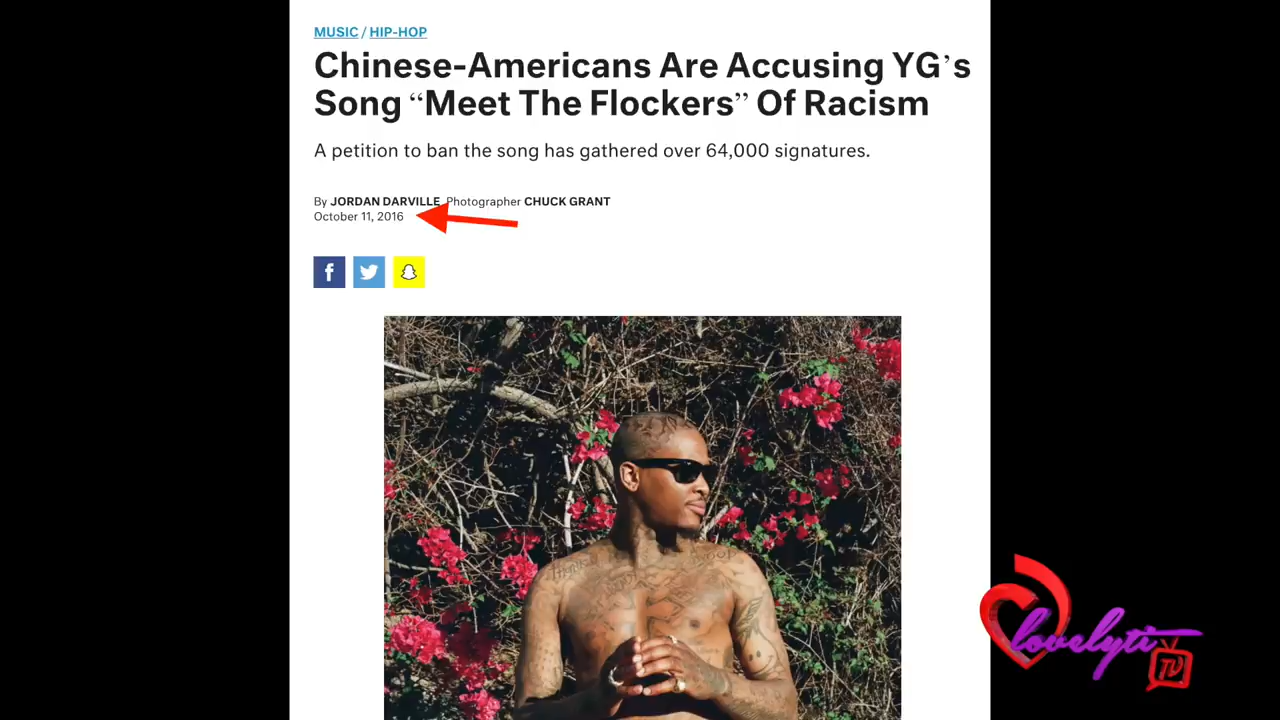 MUSIC / HIP-HOP
Chinese-Americans Are Accusing YG’s
Song “Meet The Flockers” Of Racism
A petition to ban the song has gathered over 64,000 signatures.
By JORDAN DARVILLE Photographer CHUCK GRANT
October 11, 2016
f
lovelyti
TV